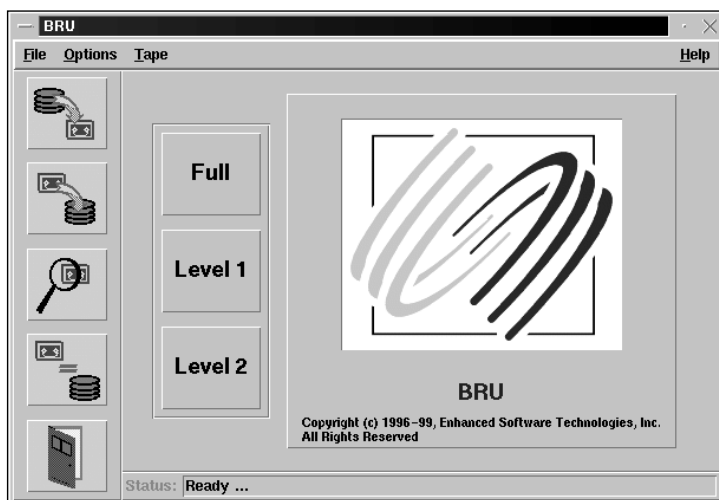 BRU
File Options Tape Help
Full
Level 1
Level 2
BRU
Copyright (c) 1996-99, Enhanced Software Technologies, Inc.
All Rights Reserved
Status: Ready ...